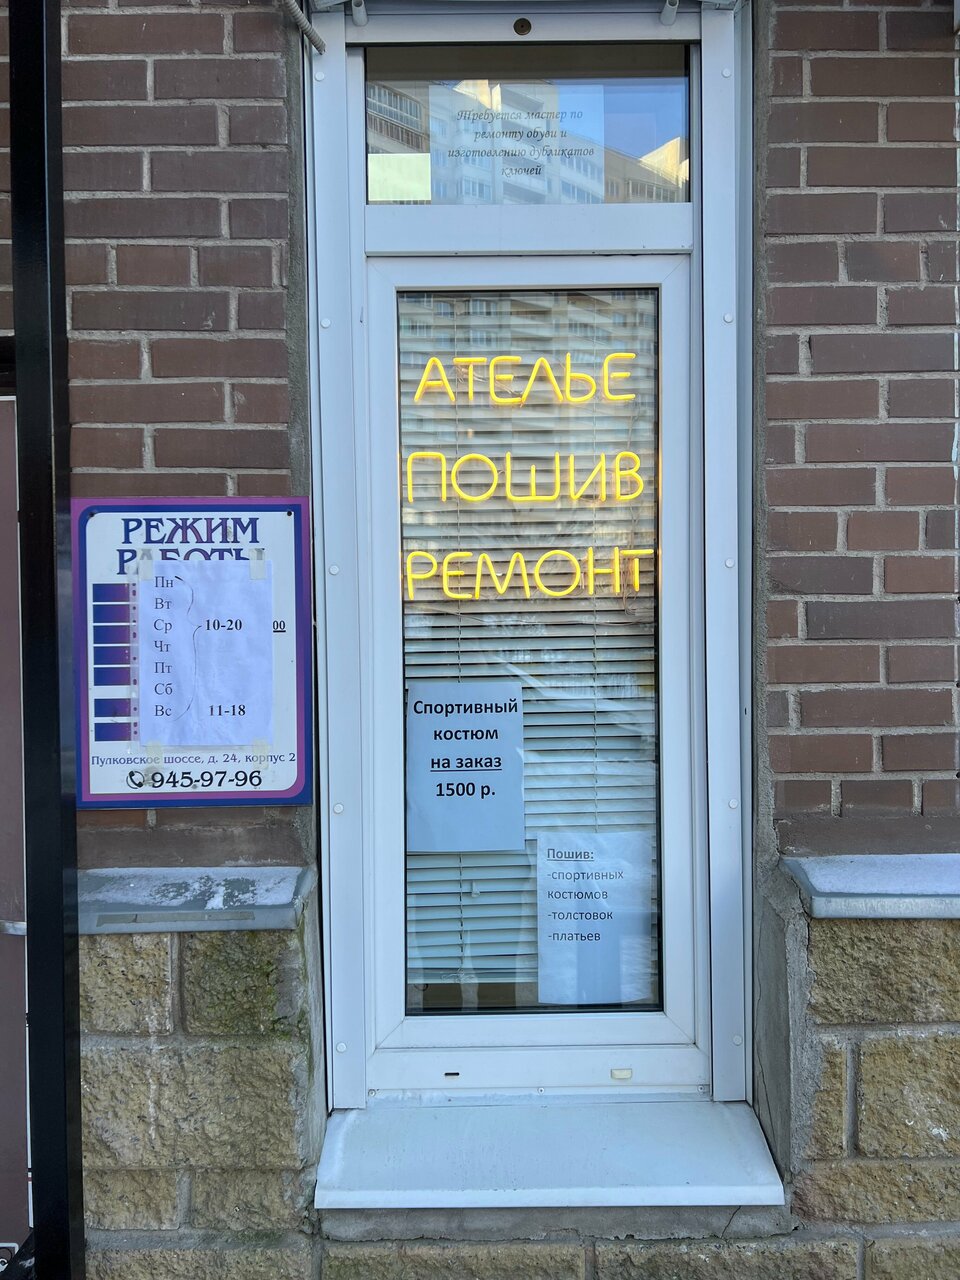 Требуется мастер по
ремонту обуви и
изготовлению дубликатов
ключей
АТЕЛЬЕ
ПОШИВ
РЕМОНТ
РЕЖИМ
РАБОТЫ
Пн
Вт
Ср 10-20 00
Чт
Пт
Сб
Вс 11-18
Пулковское шоссе, д. 24, корпус 2
945-97-96
Спортивный
костюм
на заказ
1500 р.
Пошив:
-спортивных
костюмов
-толстовок
-платьев